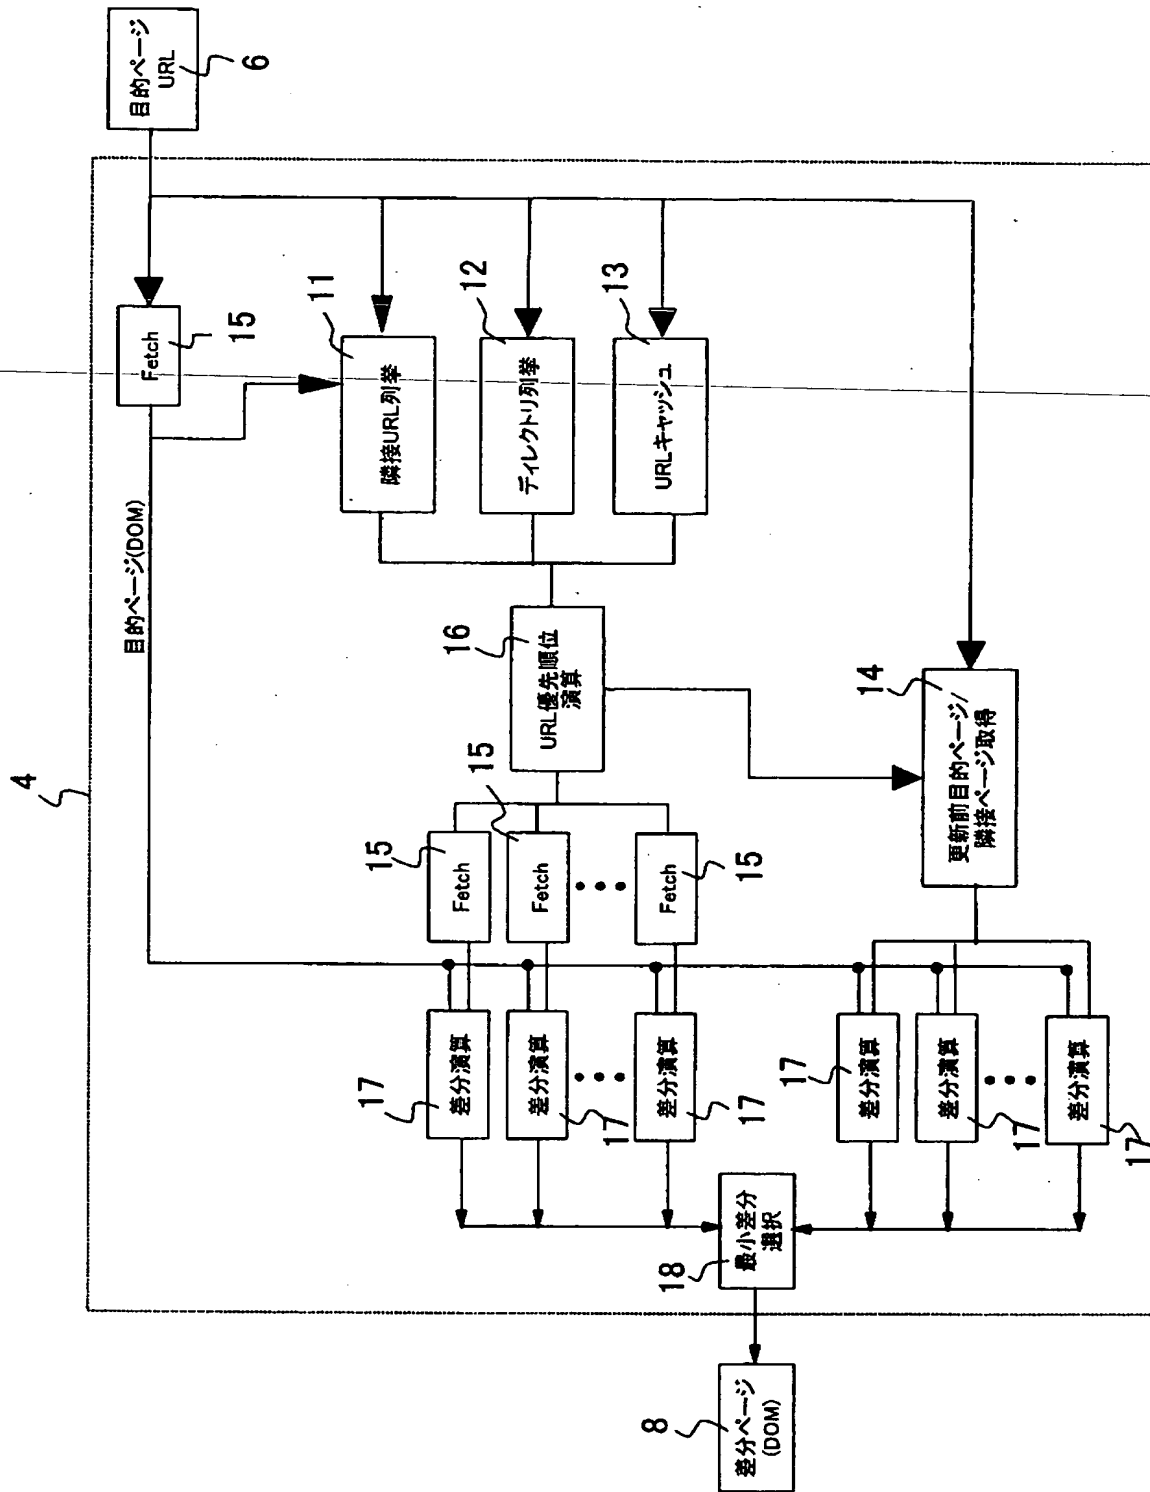 4
目的ページ
URL
6
Fetch
15
目的ページ(DOM)
11
隣接URL列挙
12
ディレクトリ列挙
13
URLキャッシュ
16
URL優先順位
演算
15
Fetch
15
Fetch
15
Fetch
17
差分演算
17
差分演算
17
差分演算
14
更新前目的ページ/
隣接ページ取得
17
差分演算
17
差分演算
17
差分演算
18
最小差分
選択
8
差分ページ
(DOM)